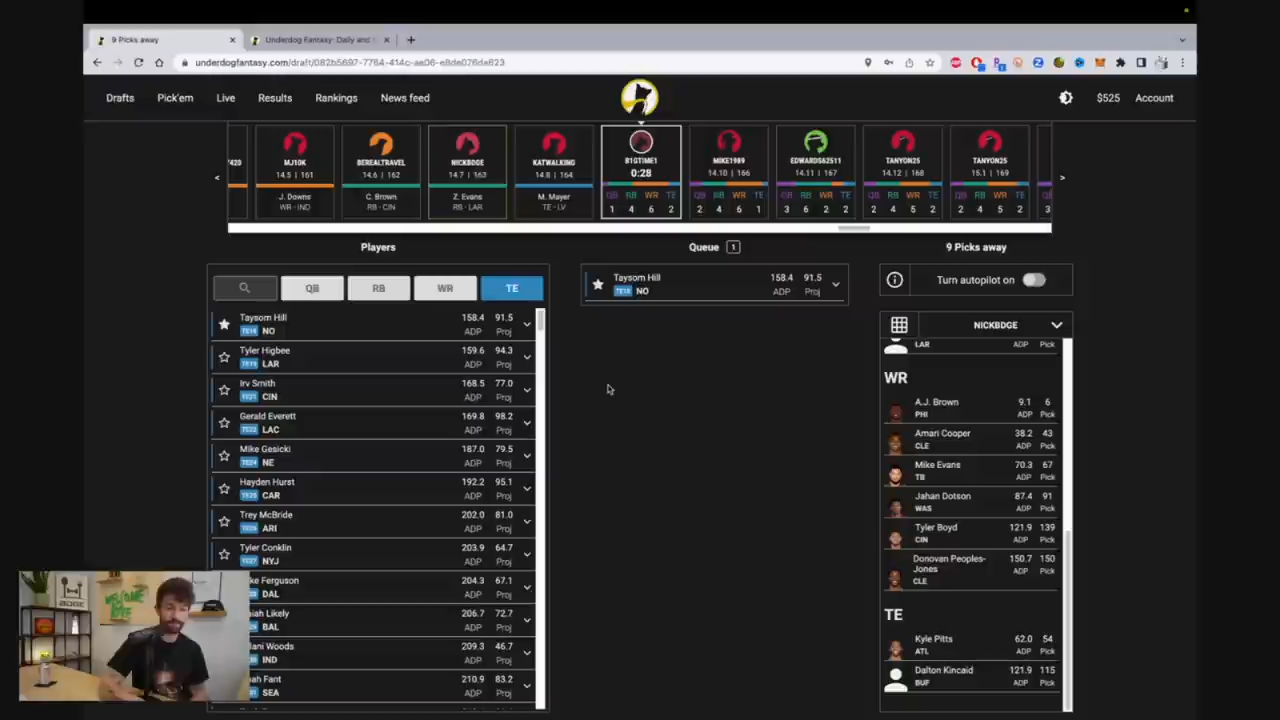 9 Picks away
Underdog Fantasy: Daily and
underdogfantasy.com/draft/082b5697-7764-414c-ae06-e8de076de823
Drafts Pick'em Live Results Rankings News feed
$525 Account
420 MJ10K BEREALTRAVEL NICKBDGE KATWALKING B1GTIME1 MIKE1989 EDWARDS62511 TANYON25 TANYON25
14.5 | 161 14.6 | 162 14.7 | 163 14.8 | 164 0:28 14.10 | 166 14.11 | 167 14.12 | 168 15.1 | 169
J. Downs C. Brown Z. Evans M. Mayer QB RB WR TE QB RB WR TE QB RB WR TE QB RB WR TE QB RB WR TE
WR - IND RB - CIN RB - LAR TE - LV 1 4 6 2 2 4 6 1 3 6 2 2 2 4 5 2 2 4 5 2 3
Players Queue 1 9 Picks away
QB RB WR TE
Taysom Hill 158.4 91.5
NO ADP Proj
Tyler Higbee 159.6 94.3
LAR ADP Proj
Irv Smith 168.5 77.0
CIN ADP Proj
Gerald Everett 169.8 98.2
LAC ADP Proj
Mike Gesicki 187.0 79.5
NE ADP Proj
Hayden Hurst 192.2 95.1
CAR ADP Proj
Trey McBride 202.0 81.0
ARI ADP Proj
Tyler Conklin 203.9 64.7
NYJ ADP Proj
ke Ferguson 204.3 67.1
DAL ADP Proj
iah Likely 206.7 72.7
BAL ADP Proj
lani Woods 209.3 46.7
IND ADP Proj
ah Fant 210.9 83.2
SEA ADP Proj
Taysom Hill 158.4 91.5
NO ADP Proj
Turn autopilot on
NICKBDGE
LAR ADP Pick
WR
A.J. Brown 9.1 6
PHI ADP Pick
Amari Cooper 38.2 43
CLE ADP Pick
Mike Evans 70.3 67
TB ADP Pick
Jahan Dotson 87.4 91
WAS ADP Pick
Tyler Boyd 121.9 139
CIN ADP Pick
Donovan Peoples- 150.7 150
Jones ADP Pick
CLE
TE
Kyle Pitts 62.0 54
ATL ADP Pick
Dalton Kincaid 121.9 115
BUF ADP Pick